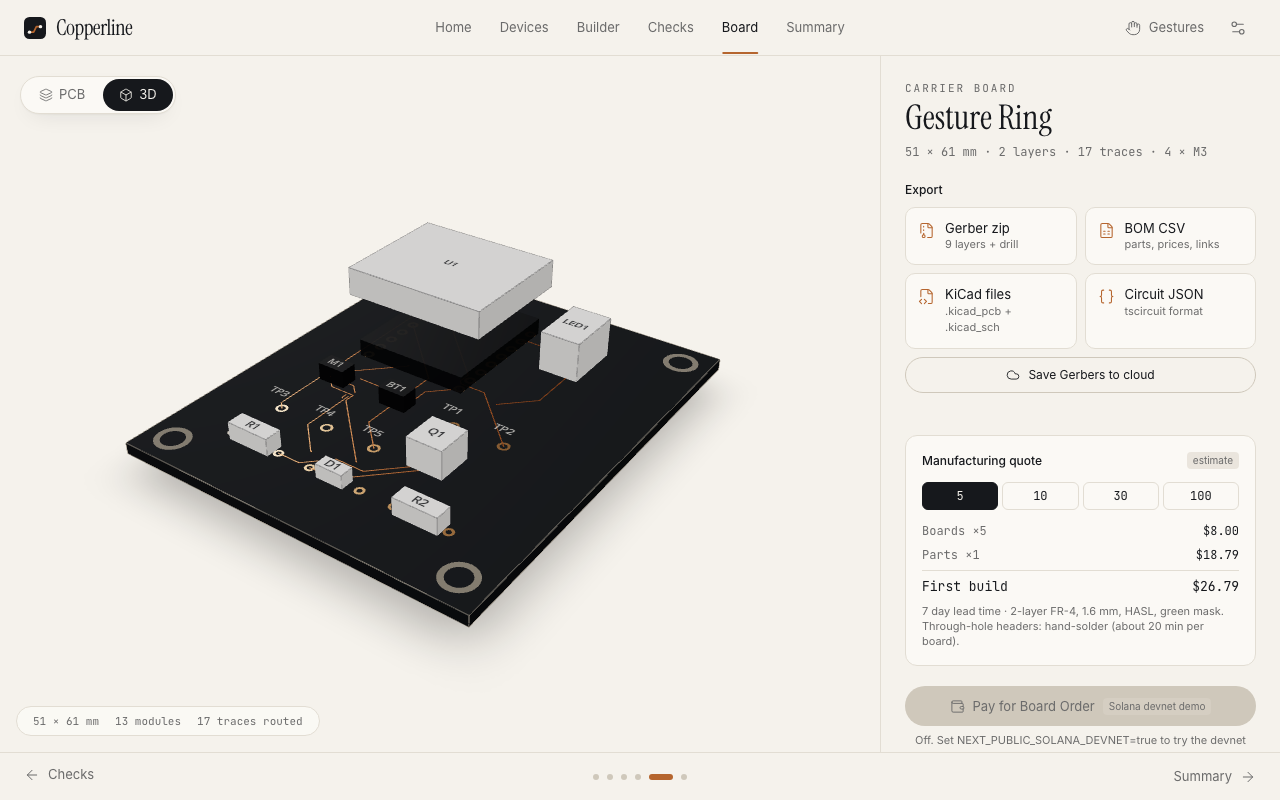 Copperline
Home
Devices
Builder
Checks
Board
Summary
Gestures
PCB
3D
U1
LED1
M1
BT1
TP3
TP4
TP5
TP1
TP2
R1
Q1
D1
R2
51 × 61 mm 13 modules 17 traces routed
CARRIER BOARD
Gesture Ring
51 × 61 mm · 2 layers · 17 traces · 4 × M3
Export
Gerber zip
9 layers + drill
BOM CSV
parts, prices, links
KiCad files
.kicad_pcb +
.kicad_sch
Circuit JSON
tscircuit format
Save Gerbers to cloud
Manufacturing quote
estimate
5
10
30
100
Boards ×5 $8.00
Parts ×1 $18.79
First build $26.79
7 day lead time · 2-layer FR-4, 1.6 mm, HASL, green mask.
Through-hole headers: hand-solder (about 20 min per
board).
Pay for Board Order Solana devnet demo
Off. Set NEXT_PUBLIC_SOLANA_DEVNET=true to try the devnet
Checks
Summary